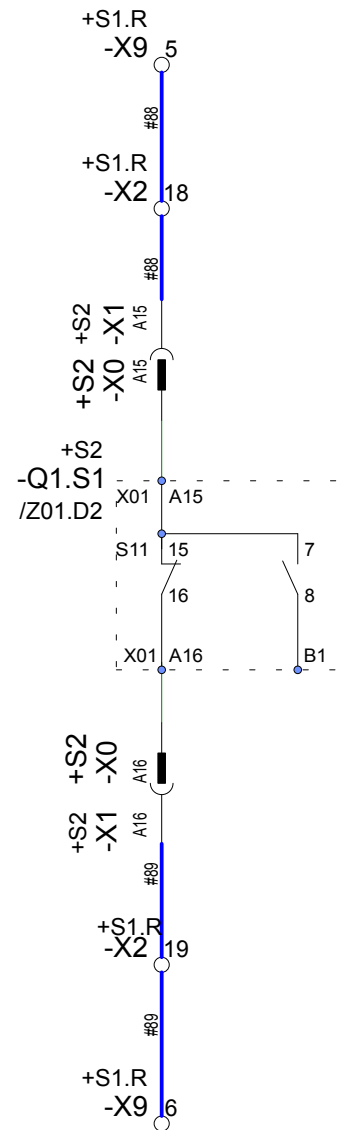 +S1.R
-X9 5
#88
+S1.R
-X2 18
#88
+S2
-X1 A15
+S2
-X0 A15
+S2
-Q1.S1
/Z01.D2
X01 A15
S11 15 7
16 8
X01 A16 B1
+S2
-X0 A16
+S2
-X1 A16
#89
+S1.R
-X2 19
#89
+S1.R
-X9 6